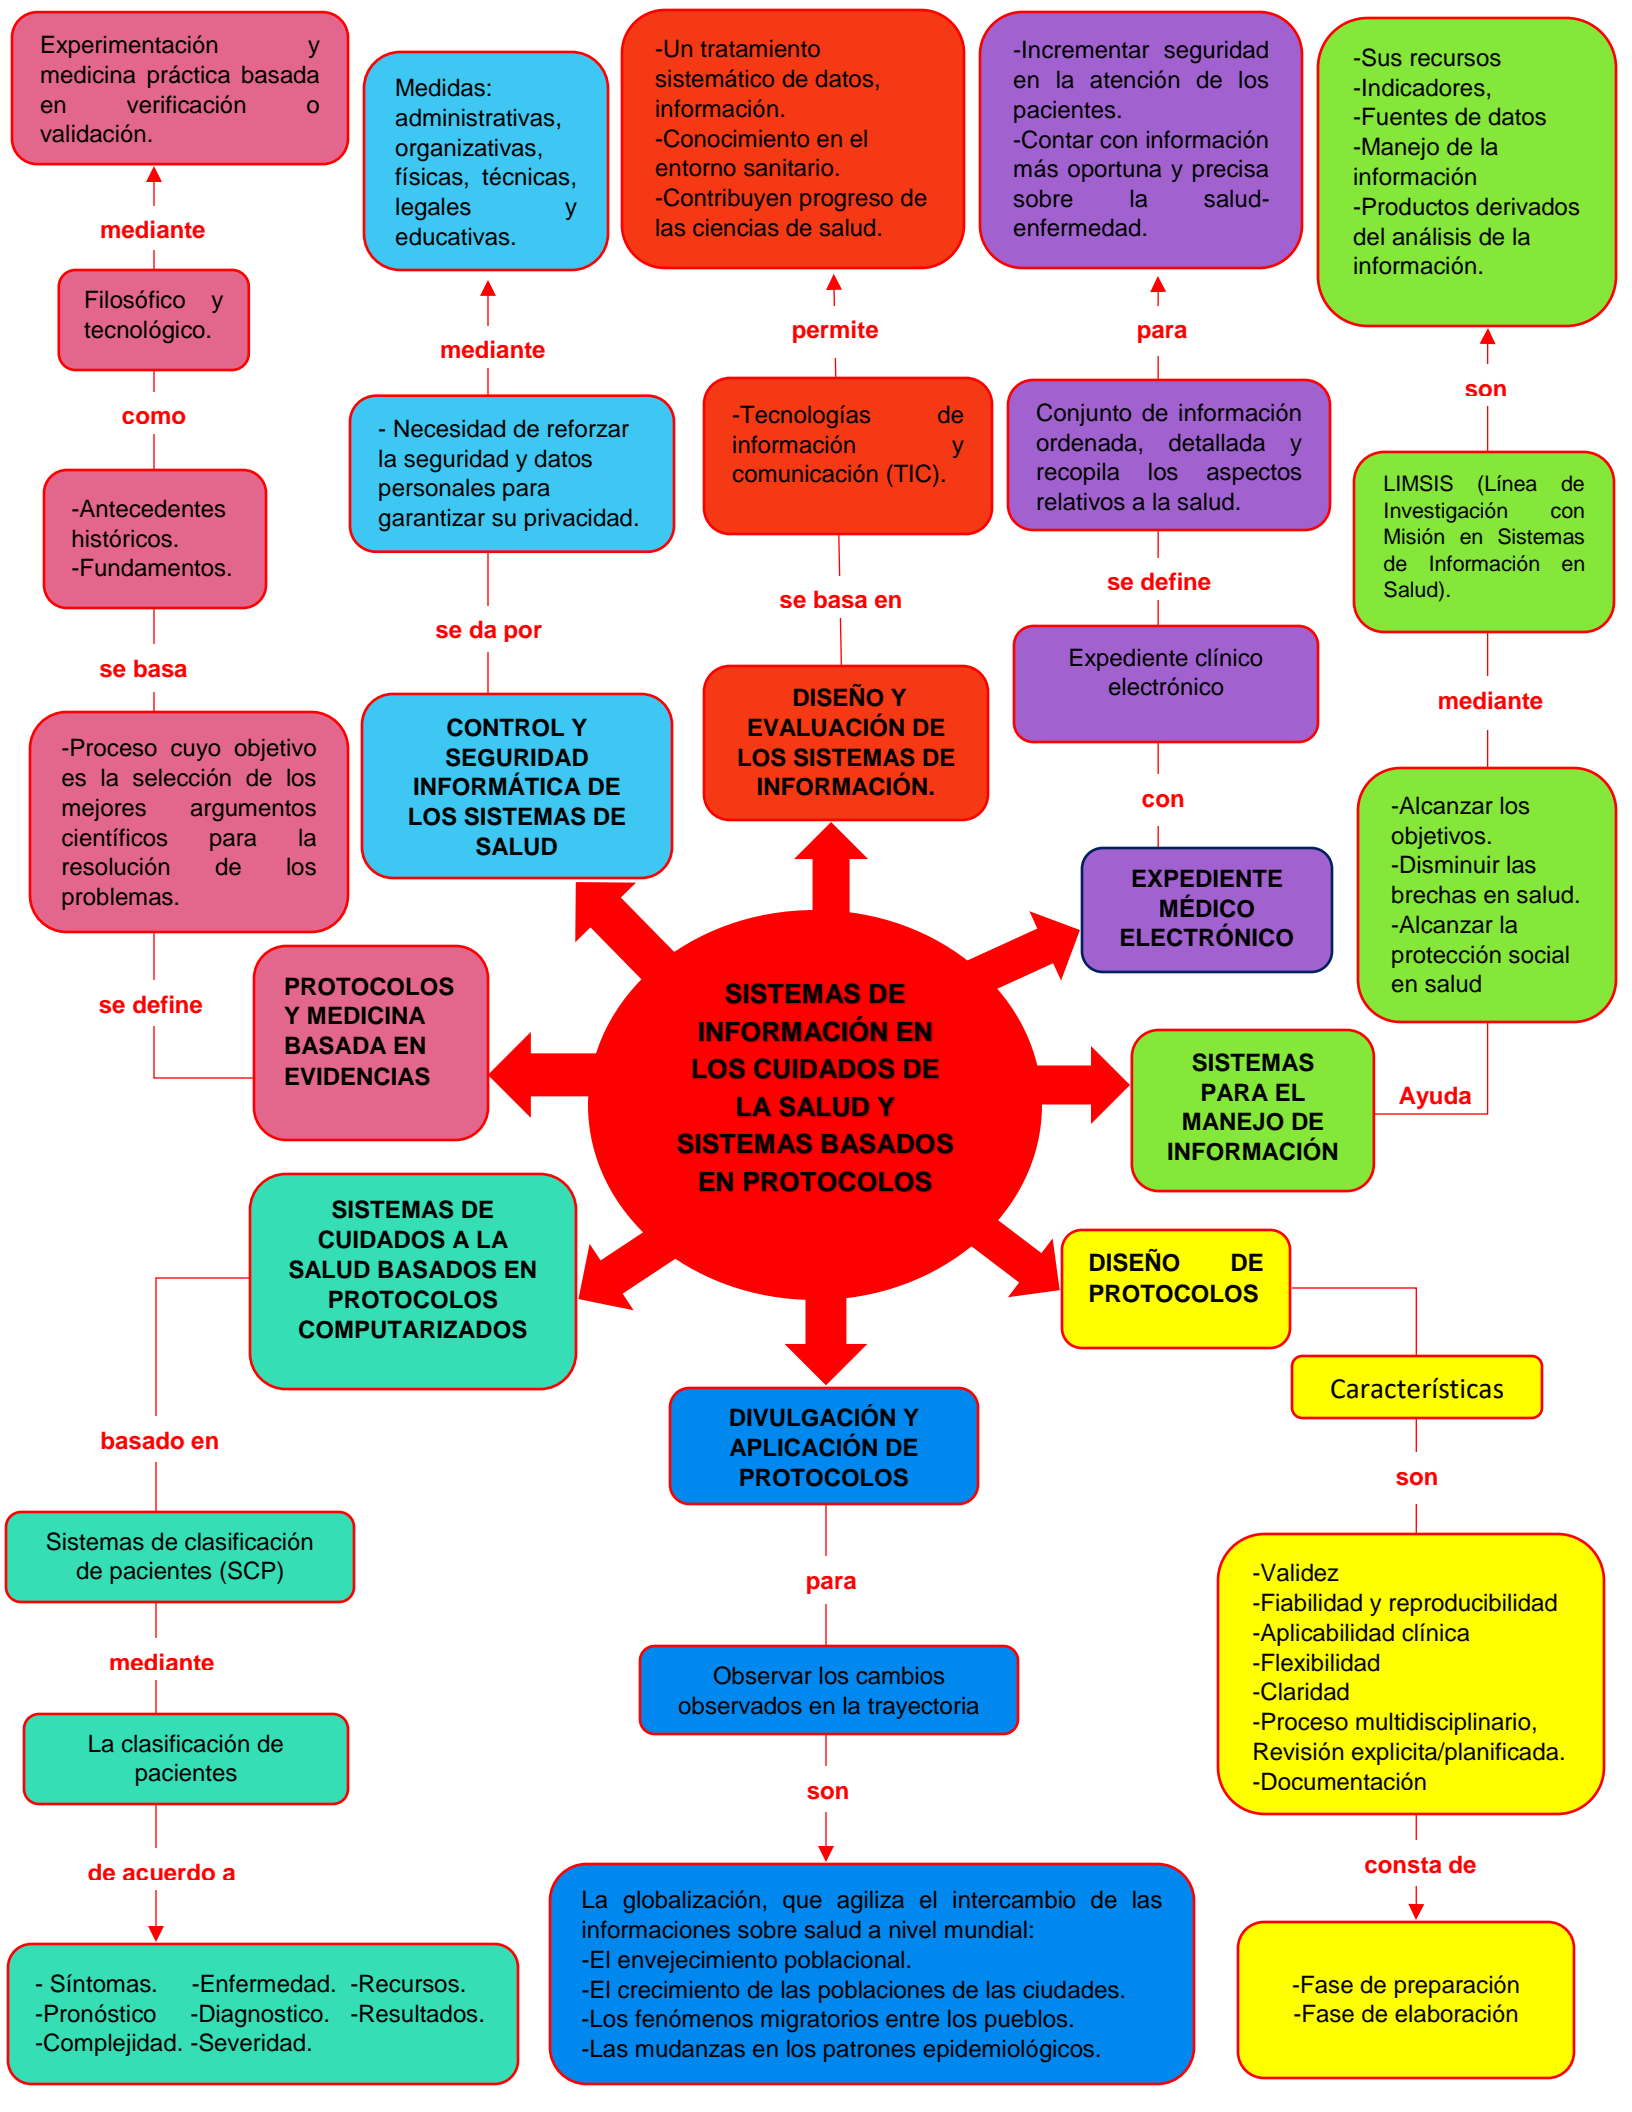 Experimentación y
medicina práctica basada
en verificación o
validación.
mediante
Filosófico y
tecnológico.
como
-Antecedentes
históricos.
-Fundamentos.
se basa
-Proceso cuyo objetivo
es la selección de los
mejores argumentos
científicos para la
resolución de los
problemas.
se define
PROTOCOLOS
Y MEDICINA
BASADA EN
EVIDENCIAS
Medidas:
administrativas,
organizativas,
físicas, técnicas,
legales y
educativas.
mediante
- Necesidad de reforzar
la seguridad y datos
personales para
garantizar su privacidad.
se da por
CONTROL Y
SEGURIDAD
INFORMÁTICA DE
LOS SISTEMAS DE
SALUD
-Un tratamiento
sistemático de datos,
información.
-Conocimiento en el
entorno sanitario.
-Contribuyen progreso de
las ciencias de salud.
permite
-Tecnologías de
información y
comunicación (TIC).
se basa en
DISEÑO Y
EVALUACIÓN DE
LOS SISTEMAS DE
INFORMACIÓN.
-Incrementar seguridad
en la atención de los
pacientes.
-Contar con información
más oportuna y precisa
sobre la salud-
enfermedad.
para
Conjunto de información
ordenada, detallada y
recopila los aspectos
relativos a la salud.
se define
Expediente clínico
electrónico
con
EXPEDIENTE
MÉDICO
ELECTRÓNICO
-Sus recursos
-Indicadores,
-Fuentes de datos
-Manejo de la
información
-Productos derivados
del análisis de la
información.
son
LIMSIS (Línea de
Investigación con
Misión en Sistemas
de Información en
Salud).
mediante
-Alcanzar los
objetivos.
-Disminuir las
brechas en salud.
-Alcanzar la
protección social
en salud
Ayuda
SISTEMAS
PARA EL
MANEJO DE
INFORMACIÓN
SISTEMAS DE
INFORMACIÓN EN
LOS CUIDADOS DE
LA SALUD Y
SISTEMAS BASADOS
EN PROTOCOLOS
SISTEMAS DE
CUIDADOS A LA
SALUD BASADOS EN
PROTOCOLOS
COMPUTARIZADOS
basado en
Sistemas de clasificación
de pacientes (SCP)
mediante
La clasificación de
pacientes
de acuerdo a
- Síntomas. -Enfermedad. -Recursos.
-Pronóstico -Diagnostico. -Resultados.
-Complejidad. -Severidad.
DIVULGACIÓN Y
APLICACIÓN DE
PROTOCOLOS
para
Observar los cambios
observados en la trayectoria
son
La globalización, que agiliza el intercambio de las
informaciones sobre salud a nivel mundial:
-El envejecimiento poblacional.
-El crecimiento de las poblaciones de las ciudades.
-Los fenómenos migratorios entre los pueblos.
-Las mudanzas en los patrones epidemiológicos.
DISEÑO DE
PROTOCOLOS
Características
son
-Validez
-Fiabilidad y reproducibilidad
-Aplicabilidad clínica
-Flexibilidad
-Claridad
-Proceso multidisciplinario,
Revisión explicita/planificada.
-Documentación
consta de
-Fase de preparación
-Fase de elaboración